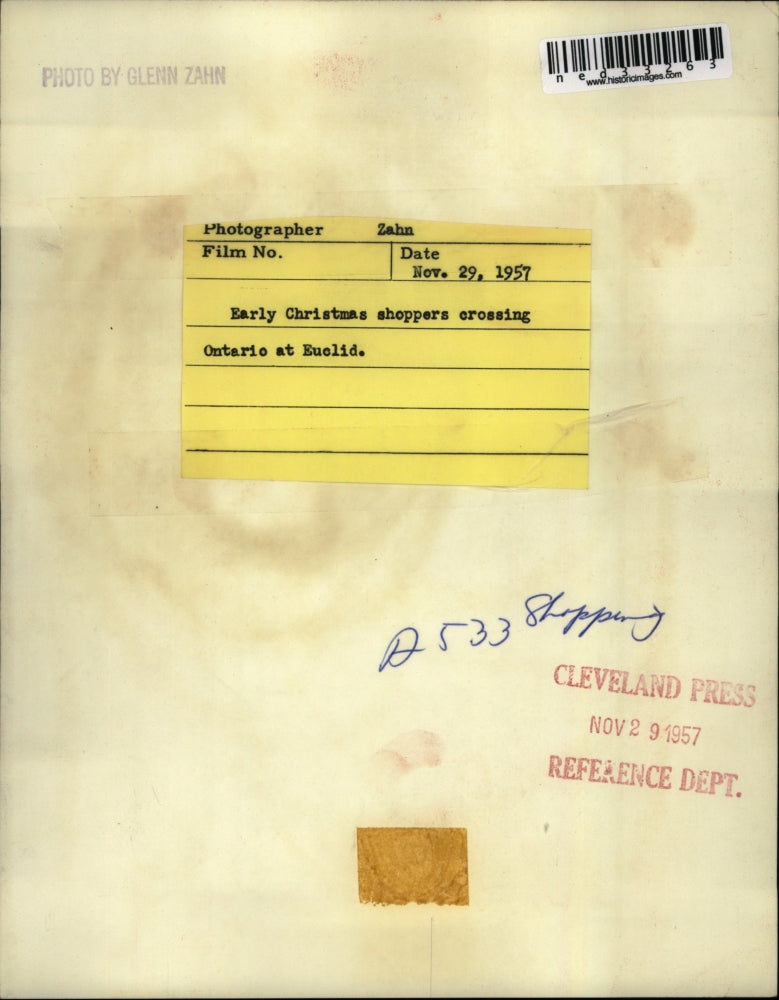 PHOTO BY GLENN ZAHN
ned33263
www.historicimages.com
Photographer Zahn
Film No. Date
Nov. 29, 1957
Early Christmas shoppers crossing
Ontario at Euclid.
A 533 Shopping
CLEVELAND PRESS
NOV 29 1957
REFERENCE DEPT.